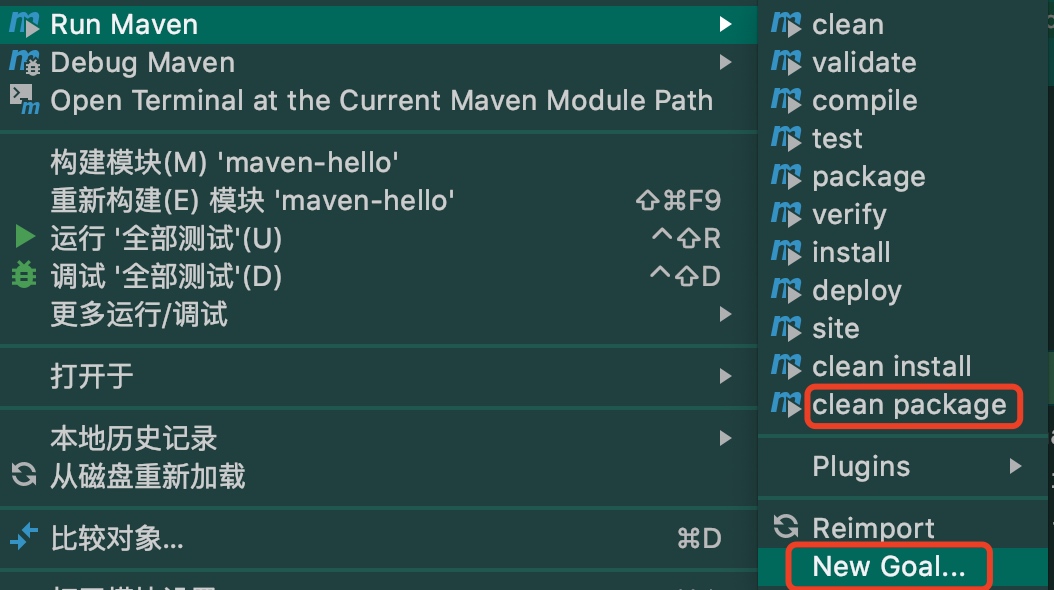 Run Maven
Debug Maven
Open Terminal at the Current Maven Module Path
构建模块(M) 'maven-hello'
重新构建(E) 模块 'maven-hello' ⇧⌘F9
运行 '全部测试'(U) ^⇧R
调试 '全部测试'(D) ^⇧D
更多运行/调试
打开于
本地历史记录
从磁盘重新加载
比较对象... ⌘D
clean
validate
compile
test
package
verify
install
deploy
site
clean install
clean package
Plugins
Reimport
New Goal...